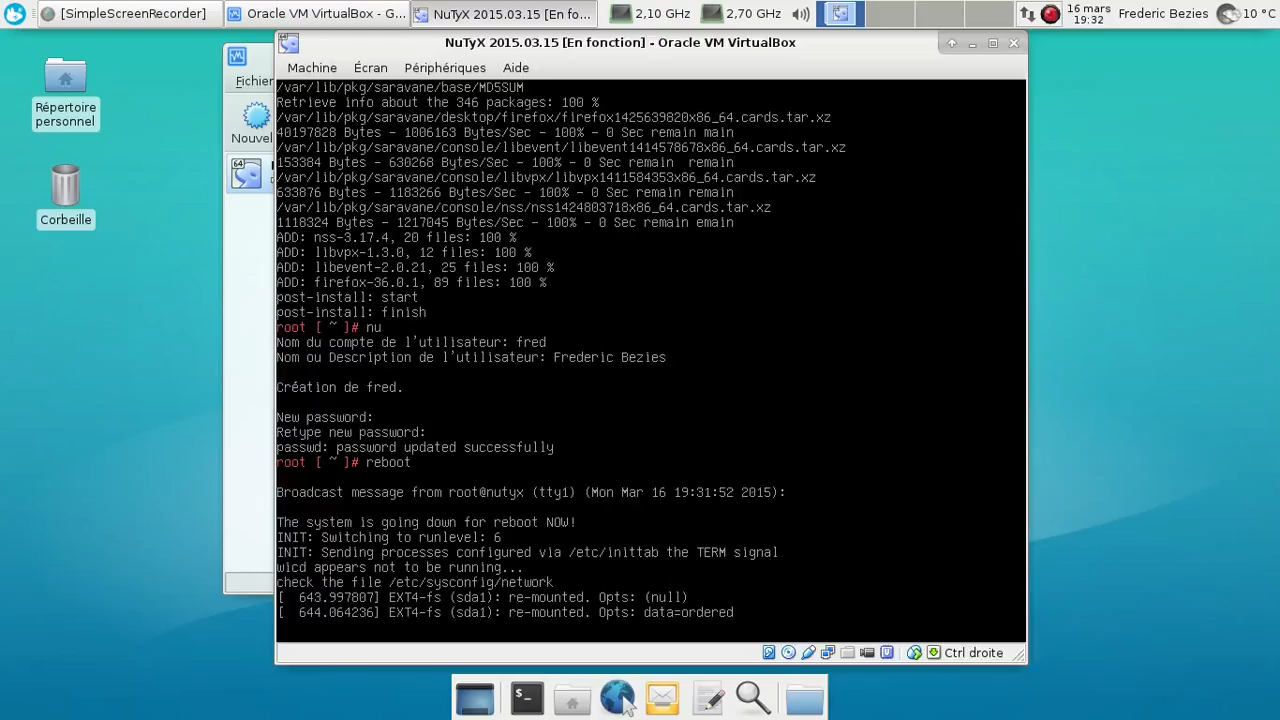 [SimpleScreenRecorder]
Oracle VM VirtualBox - G...
NuTyX 2015.03.15 [En fo...
2,10 GHz
2,70 GHz
16 mars
19:32
Frederic Bezies
10 °C
NuTyX 2015.03.15 [En fonction] - Oracle VM VirtualBox
Machine Écran Périphériques Aide
Répertoire
personnel
Corbeille
Fichier
Nouvel
64
/var/lib/pkg/saravane/base/MD5SUM
Retrieve info about the 346 packages: 100 %
/var/lib/pkg/saravane/desktop/firefox/firefox1425639820x86_64.cards.tar.xz
40197828 Bytes - 1006163 Bytes/Sec - 100% - 0 Sec remain main
/var/lib/pkg/saravane/console/libevent/libevent1414578678x86_64.cards.tar.xz
153384 Bytes - 630268 Bytes/Sec - 100% - 0 Sec remain  remain
/var/lib/pkg/saravane/console/libvpx/libvpx1411584353x86_64.cards.tar.xz
633876 Bytes - 1183266 Bytes/Sec - 100% - 0 Sec remain remain
/var/lib/pkg/saravane/console/nss/nss1424803718x86_64.cards.tar.xz
1118324 Bytes - 1217045 Bytes/Sec - 100% - 0 Sec remain emain
ADD: nss-3.17.4, 20 files: 100 %
ADD: libvpx-1.3.0, 12 files: 100 %
ADD: libevent-2.0.21, 25 files: 100 %
ADD: firefox-36.0.1, 89 files: 100 %
post-install: start
post-install: finish
root [ ~ ]# nu
Nom du compte de l'utilisateur: fred
Nom ou Description de l'utilisateur: Frederic Bezies
Création de fred.
New password:
Retype new password:
passwd: password updated successfully
root [ ~ ]# reboot
Broadcast message from root@nutyx (tty1) (Mon Mar 16 19:31:52 2015):
The system is going down for reboot NOW!
INIT: Switching to runlevel: 6
INIT: Sending processes configured via /etc/inittab the TERM signal
wicd appears not to be running...
check the file /etc/sysconfig/network
[  643.997807] EXT4-fs (sda1): re-mounted. Opts: (null)
[  644.064236] EXT4-fs (sda1): re-mounted. Opts: data=ordered
Ctrl droite